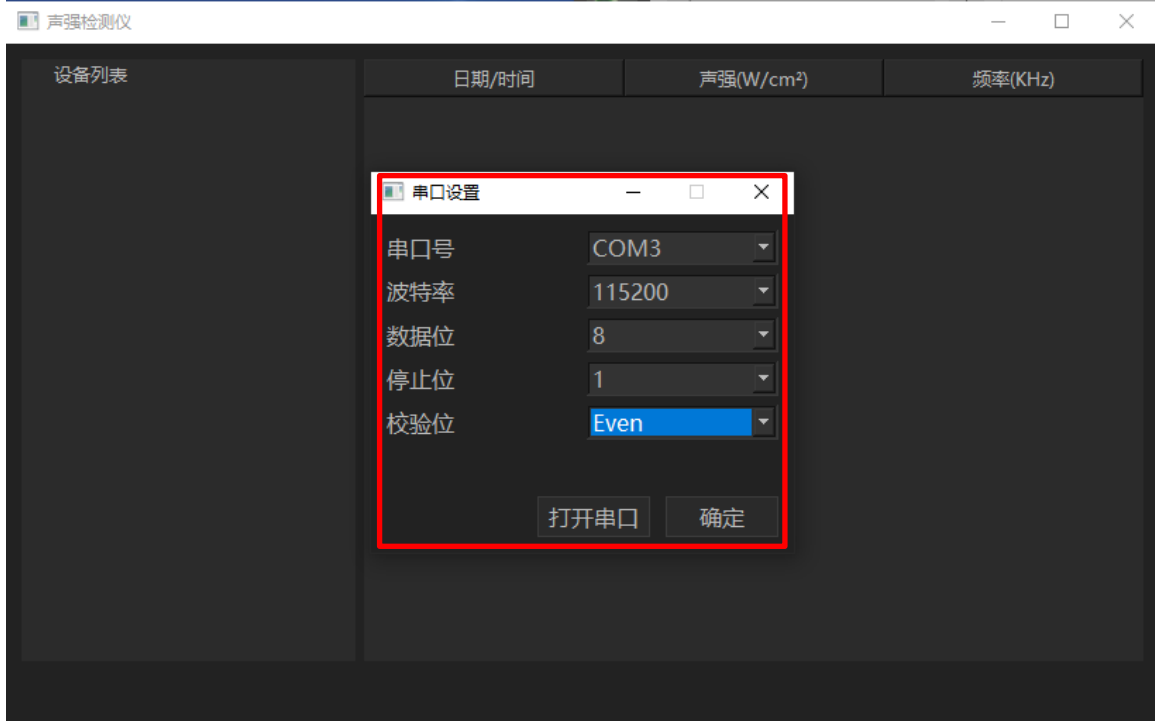 声强检测仪
设备列表
日期/时间 声强(W/cm²) 频率(KHz)
串口设置
串口号 COM3
波特率 115200
数据位 8
停止位 1
校验位 Even
打开串口 确定